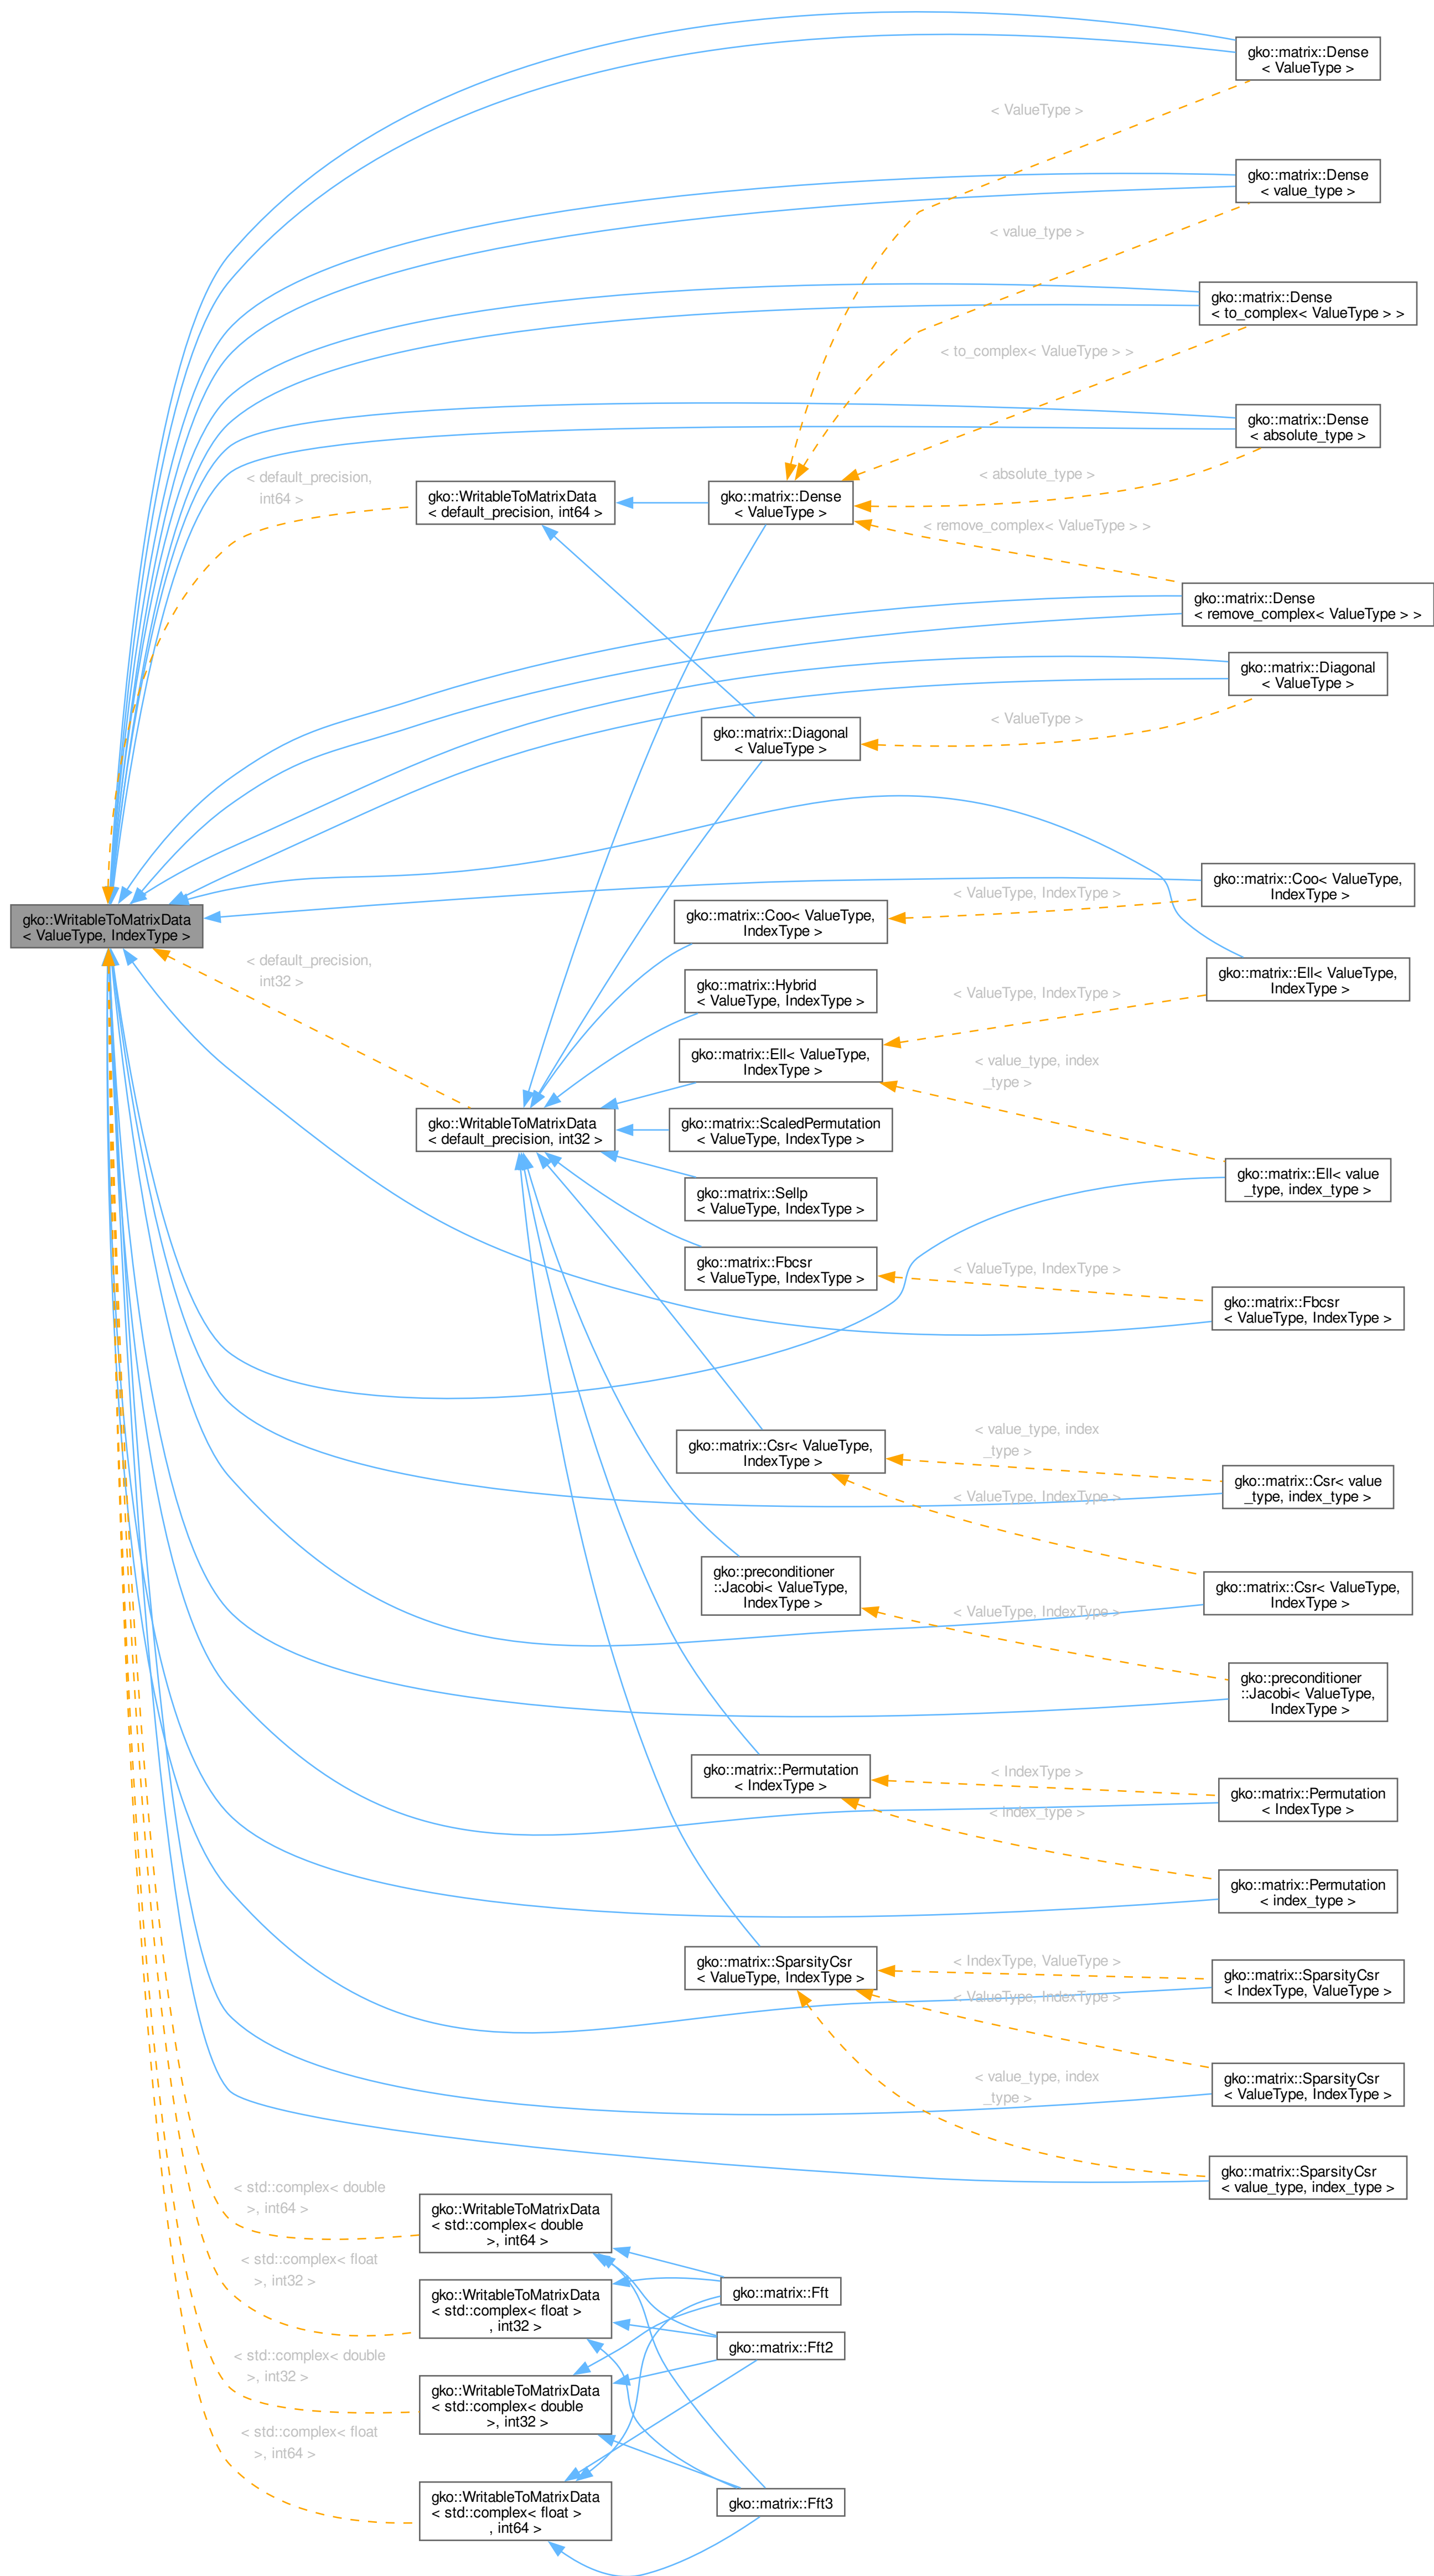 gko::matrix::Dense
< ValueType >
< ValueType >
gko::matrix::Dense
< value_type >
< value_type >
gko::matrix::Dense
< to_complex< ValueType > >
< to_complex< ValueType > >
gko::matrix::Dense
< absolute_type >
< absolute_type >
< default_precision,
int64 >
gko::WritableToMatrixData
< default_precision, int64 >
gko::matrix::Dense
< ValueType >
< remove_complex< ValueType > >
gko::matrix::Dense
< remove_complex< ValueType > >
gko::matrix::Diagonal
< ValueType >
< ValueType >
gko::matrix::Diagonal
< ValueType >
gko::matrix::Coo< ValueType,
IndexType >
< ValueType, IndexType >
gko::matrix::Coo< ValueType,
IndexType >
gko::WritableToMatrixData
< ValueType, IndexType >
< default_precision,
int32 >
gko::matrix::Hybrid
< ValueType, IndexType >
< ValueType, IndexType >
gko::matrix::Ell< ValueType,
IndexType >
gko::matrix::Ell< ValueType,
IndexType >
< value_type, index
_type >
gko::WritableToMatrixData
< default_precision, int32 >
gko::matrix::ScaledPermutation
< ValueType, IndexType >
gko::matrix::Ell< value
_type, index_type >
gko::matrix::Sellp
< ValueType, IndexType >
gko::matrix::Fbcsr
< ValueType, IndexType >
< ValueType, IndexType >
gko::matrix::Fbcsr
< ValueType, IndexType >
gko::matrix::Csr< ValueType,
IndexType >
< value_type, index
_type >
gko::matrix::Csr< value
_type, index_type >
< ValueType, IndexType >
gko::matrix::Csr< ValueType,
IndexType >
gko::preconditioner
::Jacobi< ValueType,
IndexType >
< ValueType, IndexType >
gko::preconditioner
::Jacobi< ValueType,
IndexType >
gko::matrix::Permutation
< IndexType >
< IndexType >
gko::matrix::Permutation
< IndexType >
< index_type >
gko::matrix::Permutation
< index_type >
gko::matrix::SparsityCsr
< ValueType, IndexType >
< IndexType, ValueType >
gko::matrix::SparsityCsr
< IndexType, ValueType >
< ValueType, IndexType >
gko::matrix::SparsityCsr
< ValueType, IndexType >
< value_type, index
_type >
gko::matrix::SparsityCsr
< value_type, index_type >
< std::complex< double
>, int64 >
gko::WritableToMatrixData
< std::complex< double
>, int64 >
< std::complex< float
>, int32 >
gko::WritableToMatrixData
< std::complex< float >
, int32 >
gko::matrix::Fft
gko::matrix::Fft2
< std::complex< double
>, int32 >
gko::WritableToMatrixData
< std::complex< double
>, int32 >
< std::complex< float
>, int64 >
gko::WritableToMatrixData
< std::complex< float >
, int64 >
gko::matrix::Fft3